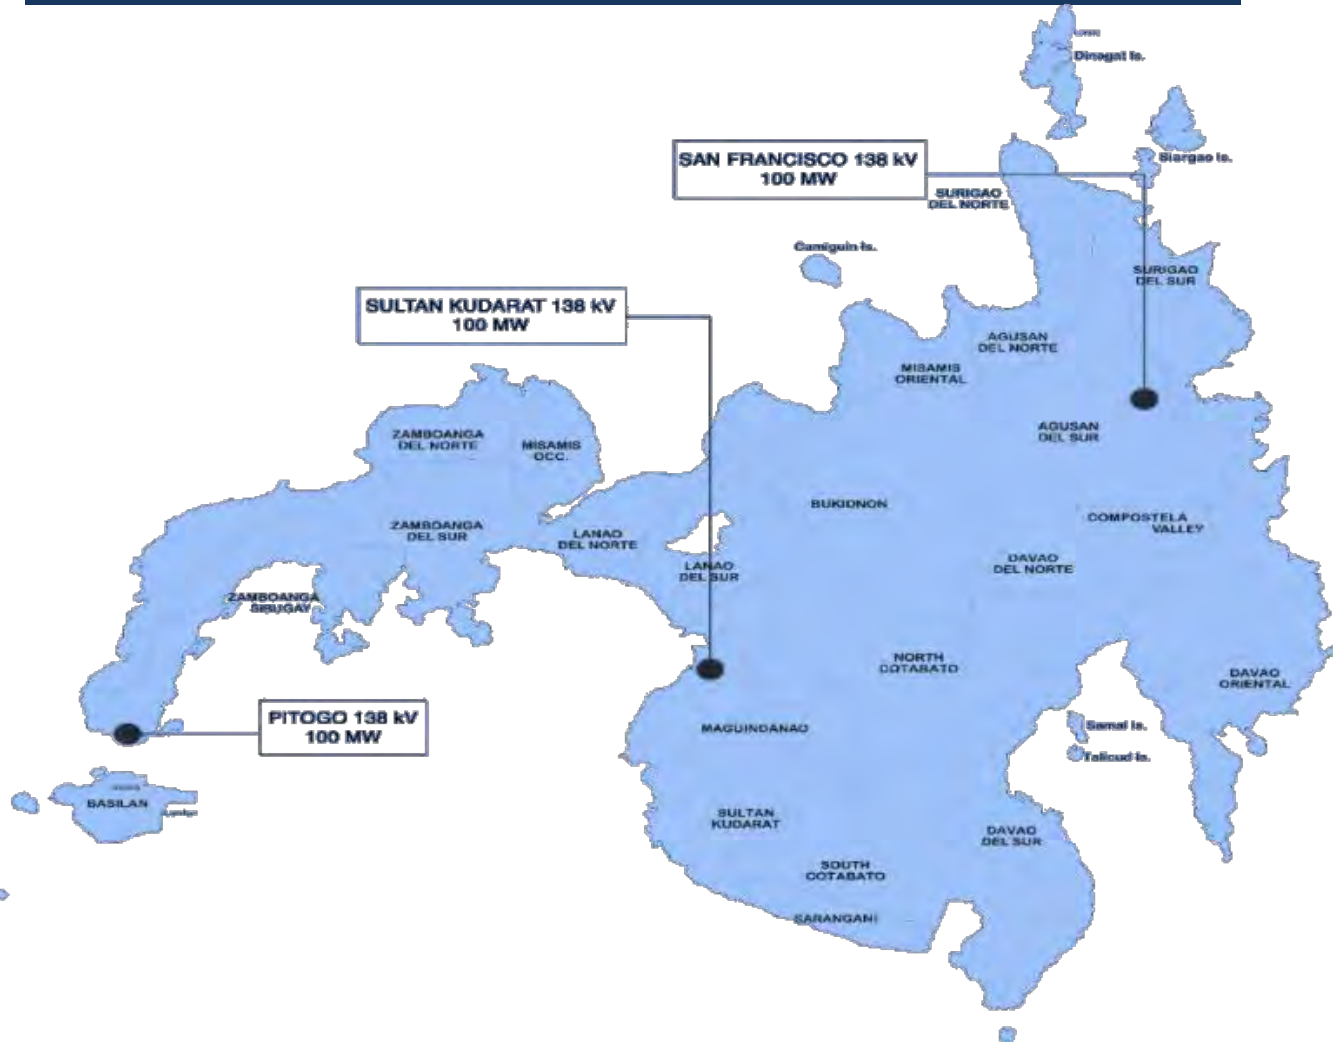 Dinagat Is.
SAN FRANCISCO 138 kV
100 MW
Siargao Is.
SURIGAO
DEL NORTE
Camiguin Is.
SURIGAO
DEL SUR
SULTAN KUDARAT 138 kV
100 MW
AGUSAN
DEL NORTE
MISAMIS
ORIENTAL
ZAMBOANGA
DEL NORTE
MISAMIS
OCC.
AGUSAN
DEL SUR
BUKIDNON
COMPOSTELA
VALLEY
ZAMBOANGA
DEL SUR
LANAO
DEL NORTE
LANAO
DEL SUR
DAVAO
DEL NORTE
ZAMBOANGA
SIBUGAY
NORTH
COTABATO
DAVAO
ORIENTAL
PITOGO 138 kV
100 MW
MAGUINDANAO
Samal Is.
Talicud Is.
BASILAN
SULTAN
KUDARAT
DAVAO
DEL SUR
SOUTH
COTABATO
SARANGANI